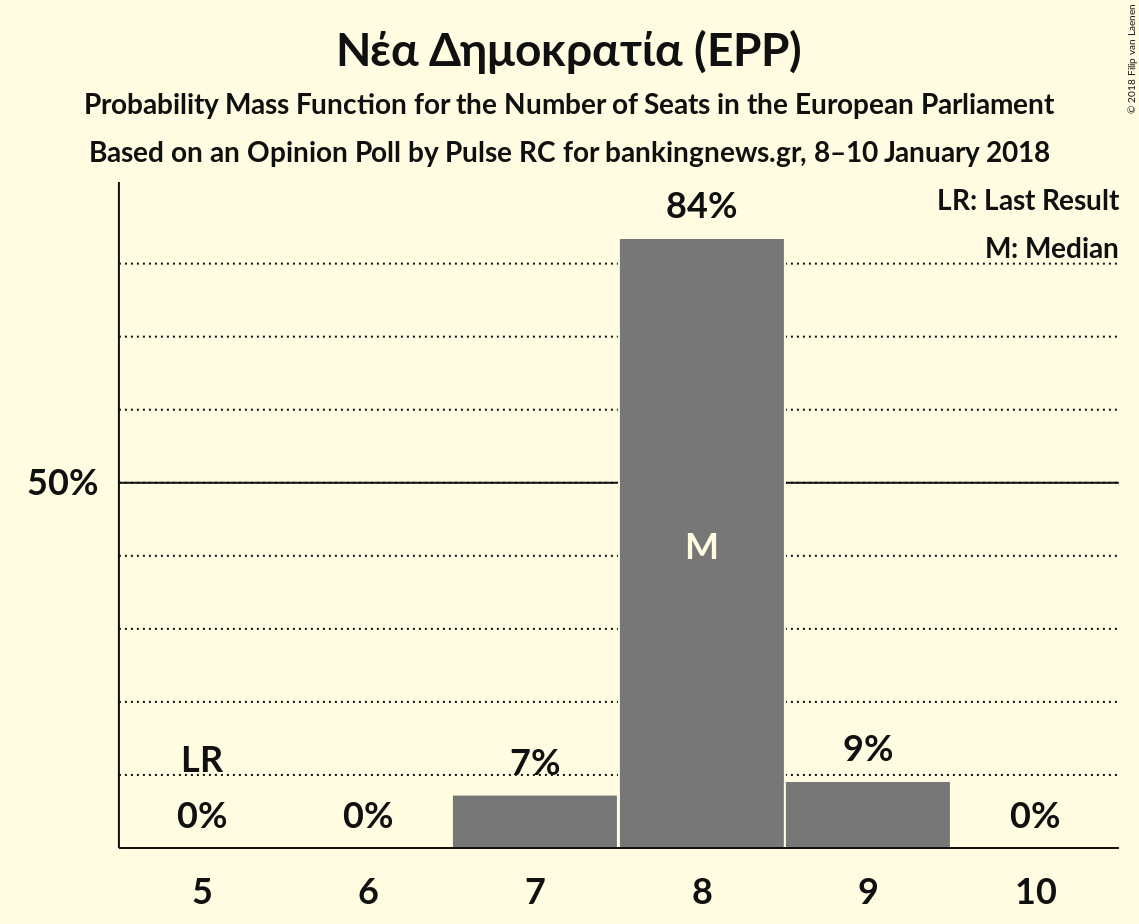 Νέα Δημοκρατία (EPP)
Probability Mass Function for the Number of Seats in the European Parliament
Based on an Opinion Poll by Pulse RC for bankingnews.gr, 8–10 January 2018
© 2018 Filip van Laenen
LR: Last Result
M: Median
84%
50%
M
LR
7%
9%
0%
0%
0%
5 6 7 8 9 10